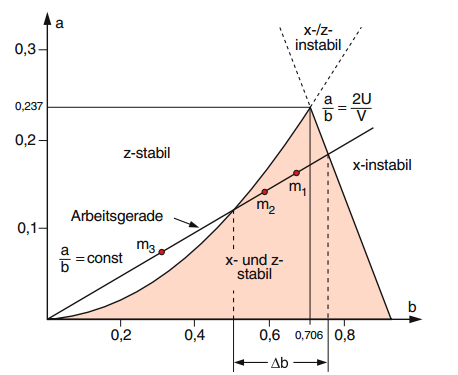 a
x-/z-
instabil
0,3
a/b = 2U/V
0,237
0,2
z-stabil
x-instabil
m₁
m₂
Arbeitsgerade
0,1
m₃
a/b = const
x- und z-
stabil
b
0,2
0,4
0,6
0,706
0,8
Δb